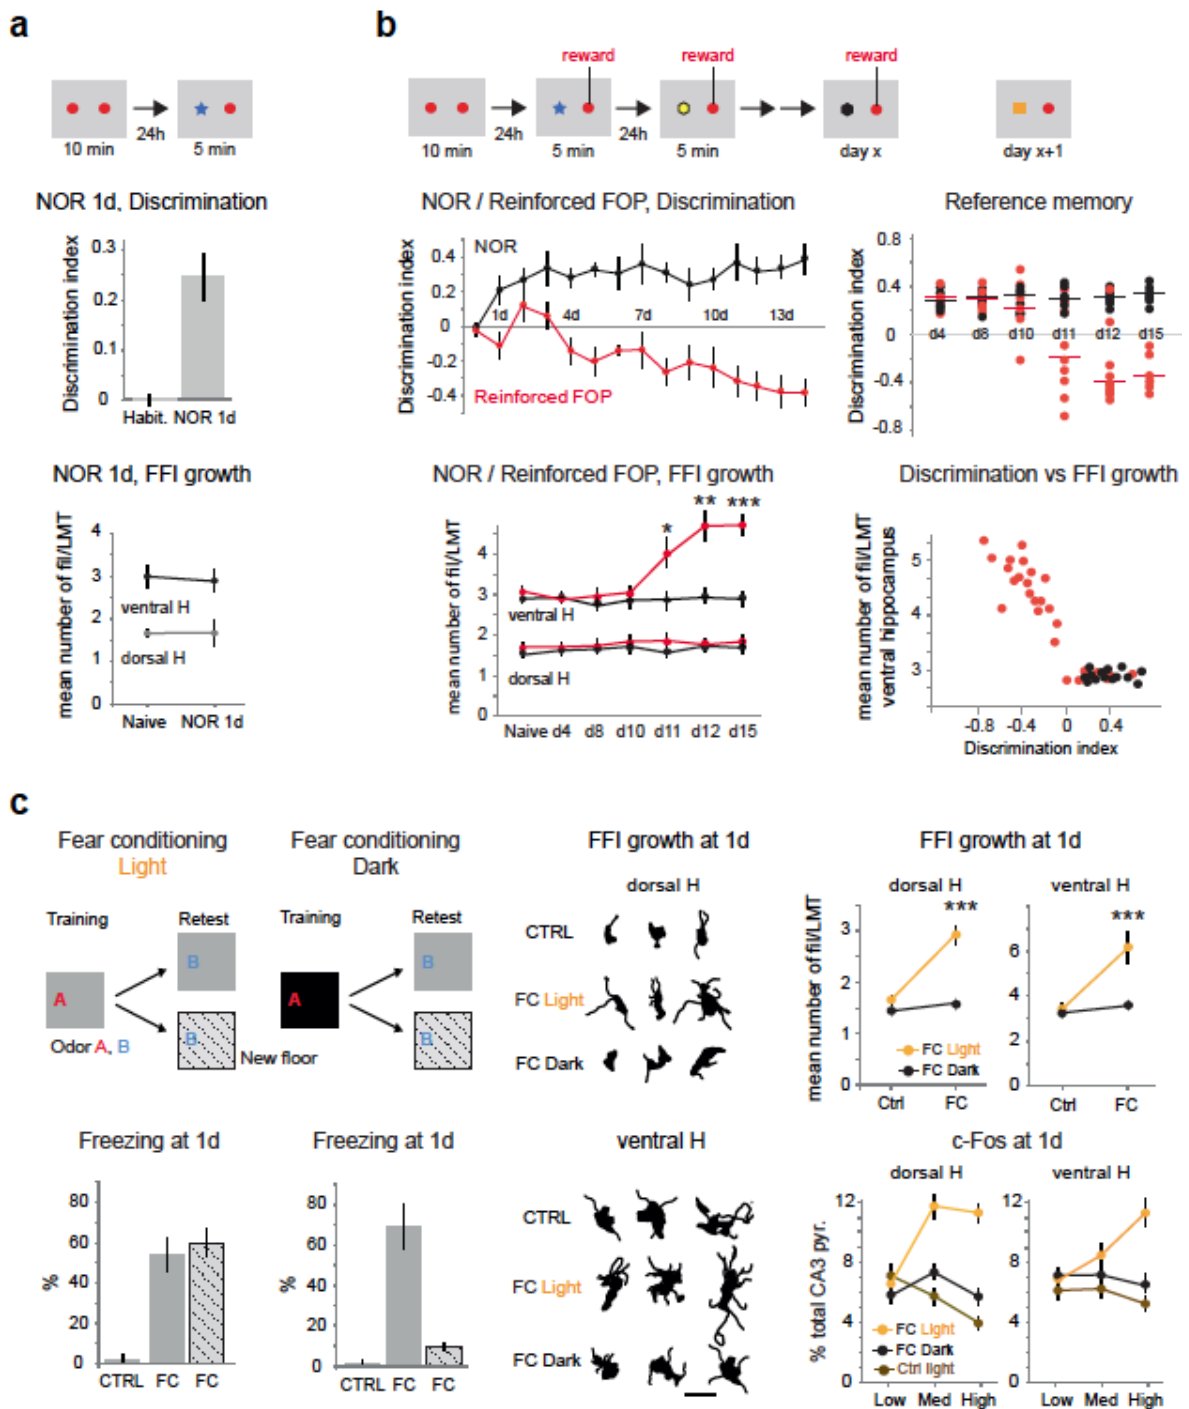 a
b
reward
reward
reward
24h
24h
24h
10 min
5 min
10 min
5 min
5 min
day x
day x+1
NOR 1d, Discrimination
NOR / Reinforced FOP, Discrimination
Reference memory
Discrimination index
0.3
0.2
0.1
0
Habit. NOR 1d
Discrimination index
0.4
0.2
0
-0.2
-0.4
NOR
1d
4d
7d
10d
13d
Reinforced FOP
Discrimination index
0.8
0.4
0
-0.4
-0.8
d4
d8
d10
d11
d12
d15
NOR 1d, FFI growth
NOR / Reinforced FOP, FFI growth
Discrimination vs FFI growth
mean number of fil/LMT
4
3
2
1
0
ventral H
dorsal H
Naive
NOR 1d
mean number of fil/LMT
4
3
2
1
0
*
**
***
ventral H
dorsal H
Naive d4 d8 d10 d11 d12 d15
mean number of fil/LMT
ventral hippocampus
5
4
3
-0.8
-0.4
0
0.4
Discrimination index
c
Fear conditioning
Light
Fear conditioning
Dark
FFI growth at 1d
FFI growth at 1d
Training
Retest
Training
Retest
A
B
B
Odor A, B
New floor
A
B
B
dorsal H
CTRL
FC Light
FC Dark
dorsal H
ventral H
mean number of fil/LMT
3
2
1
0
***
FC Light
FC Dark
Ctrl
FC
6
4
2
0
***
Ctrl
FC
Freezing at 1d
Freezing at 1d
ventral H
c-Fos at 1d
%
80
60
40
20
0
CTRL FC FC
%
80
60
40
20
0
CTRL FC FC
CTRL
FC Light
FC Dark
dorsal H
ventral H
% total CA3 pyr.
12
8
4
0
FC Light
FC Dark
Ctrl light
Low Med High
12
8
4
0
Low Med High